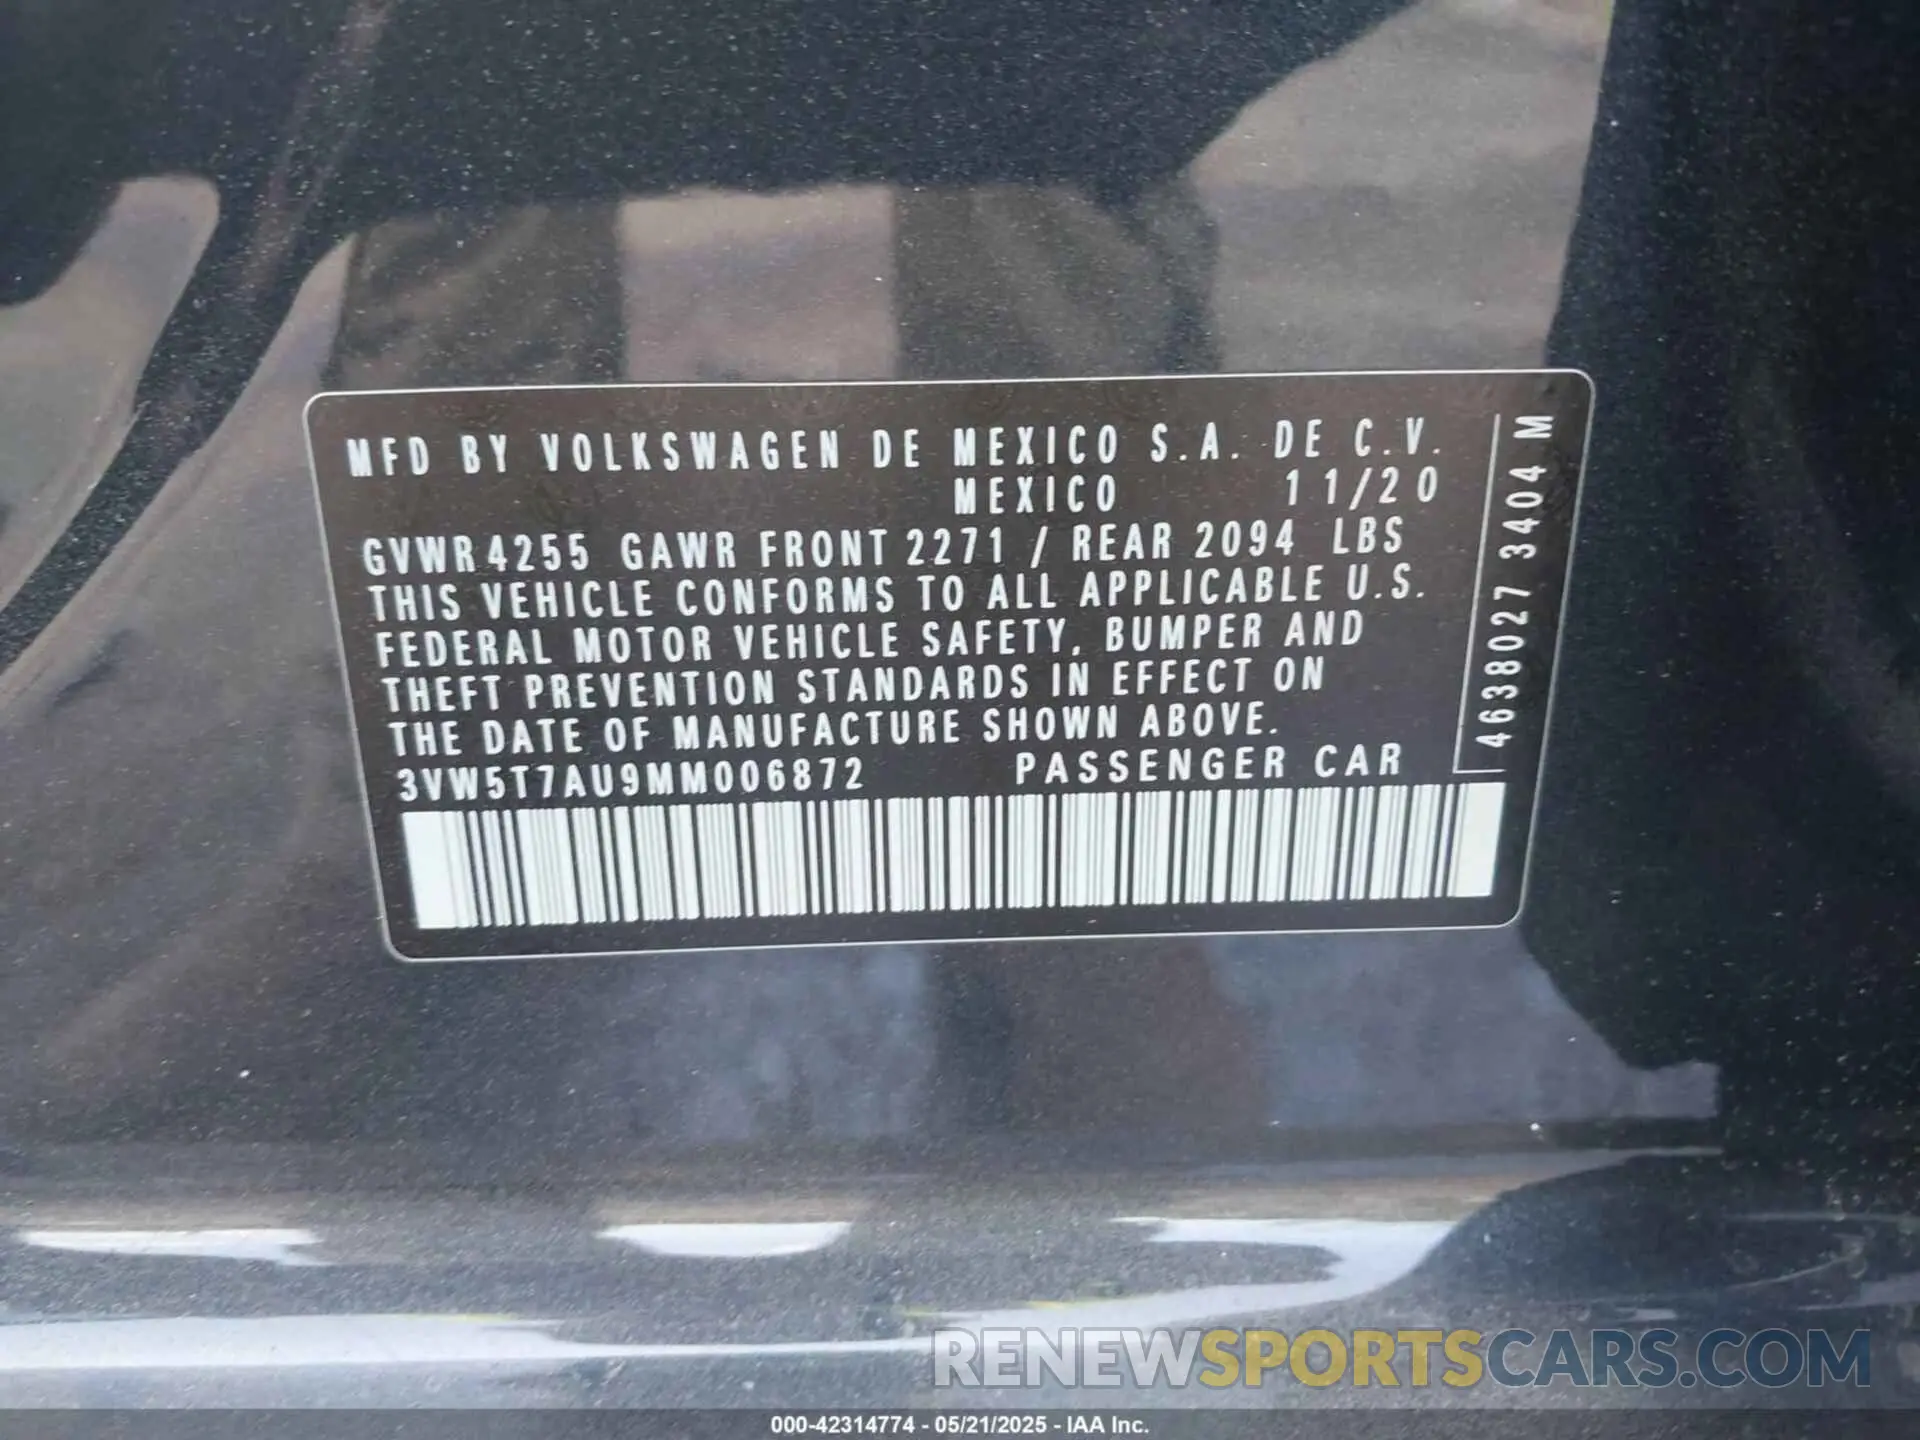 MFD BY VOLKSWAGEN DE MEXICO S.A. DE C.V.
MEXICO 11/20
GVWR 4255 GAWR FRONT 2271 / REAR 2094 LBS
THIS VEHICLE CONFORMS TO ALL APPLICABLE U.S.
FEDERAL MOTOR VEHICLE SAFETY, BUMPER AND
THEFT PREVENTION STANDARDS IN EFFECT ON
THE DATE OF MANUFACTURE SHOWN ABOVE.
3VW5T7AU9MM006872 PASSENGER CAR
4638027 3404 M
RENEWSPORTSCARS.COM
000-42314774 - 05/21/2025 - IAA Inc.